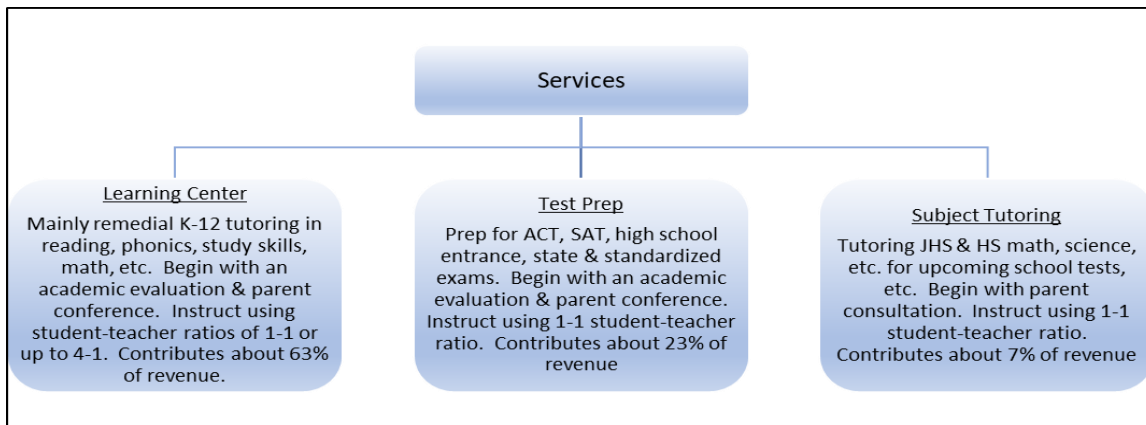 Services
Learning Center
Mainly remedial K-12 tutoring in
reading, phonics, study skills,
math, etc.  Begin with an
academic evaluation & parent
conference.  Instruct using
student-teacher ratios of 1-1 or
up to 4-1.  Contributes about 63%
of revenue.
Test Prep
Prep for ACT, SAT, high school
entrance, state & standardized
exams.  Begin with an academic
evaluation & parent conference.
Instruct using 1-1 student-teacher
ratio.  Contributes about 23% of
revenue
Subject Tutoring
Tutoring JHS & HS math, science,
etc. for upcoming school tests,
etc.  Begin with parent
consultation.  Instruct using 1-1
student-teacher ratio.
Contributes about 7% of revenue